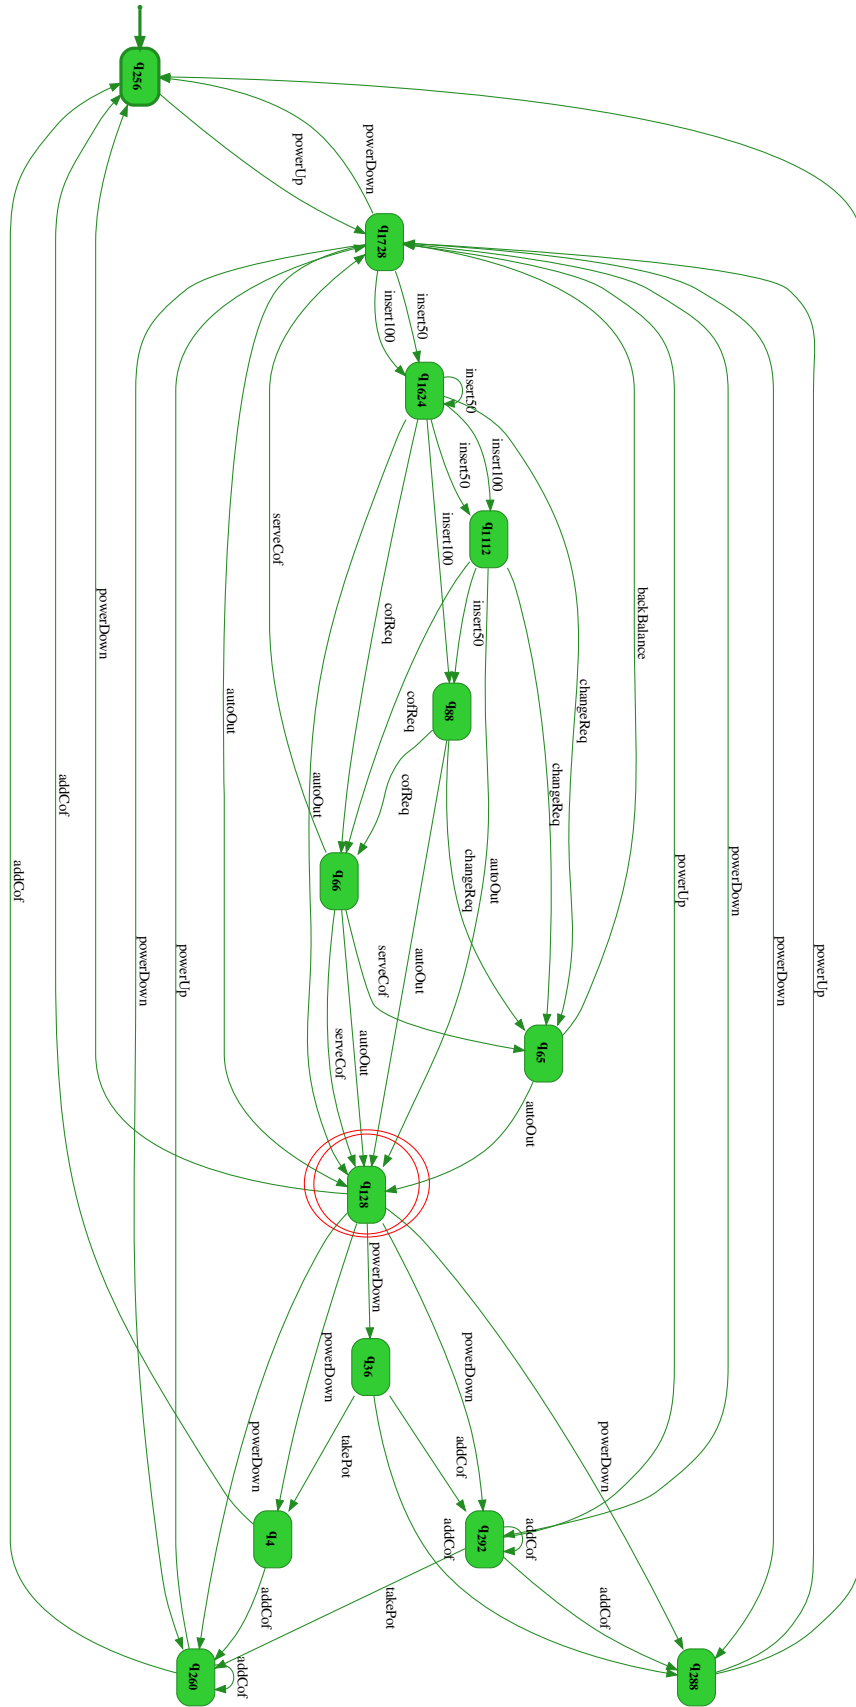 q256
powerUp
powerDown
q1728
insert100
insert50
q1624
insert50
insert50
insert100
insert100
q1112
serveCof
backBalance
powerDown
cofReq
insert50
changeReq
autoOut
cofReq
q88
addCof
autoOut
cofReq
changeReq
changeReq
powerUp
powerDown
addCof
q66
autoOut
powerDown
powerUp
serveCof
autoOut
powerDown
powerUp
serveCof
autoOut
q65
autoOut
q128
powerDown
powerDown
powerDown
q36
powerDown
powerDown
takePot
addCof
addCof
q4
q292
addCof
addCof
takePot
addCof
q260
addCof
q288